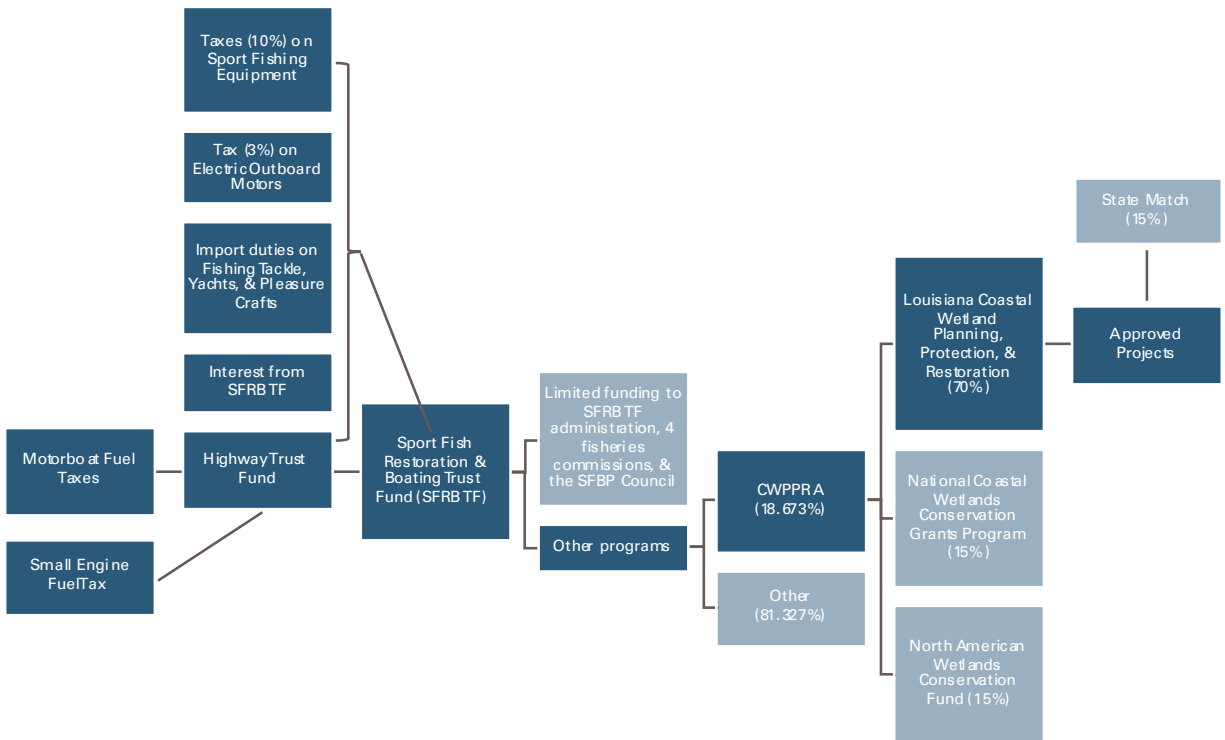 Taxes (10%) on
Sport Fishing
Equipment
Tax (3%) on
Electric Outboard
Motors
Import duties on
Fishing Tackle,
Yachts, & Pleasure
Crafts
Interest from
SFRBTF
Motorboat Fuel
Taxes
Highway Trust
Fund
Small Engine
Fuel Tax
Sport Fish
Restoration &
Boating Trust
Fund (SFRBTF)
Limited funding to
SFRBTF
administration, 4
fisheries
commissions, &
the SFBP Council
Other programs
CWPPRA
(18.673%)
Other
(81.327%)
Louisiana Coastal
Wetland
Planning,
Protection, &
Restoration
(70%)
National Coastal
Wetlands
Conservation
Grants Program
(15%)
North American
Wetlands
Conservation
Fund (15%)
State Match
(15%)
Approved
Projects